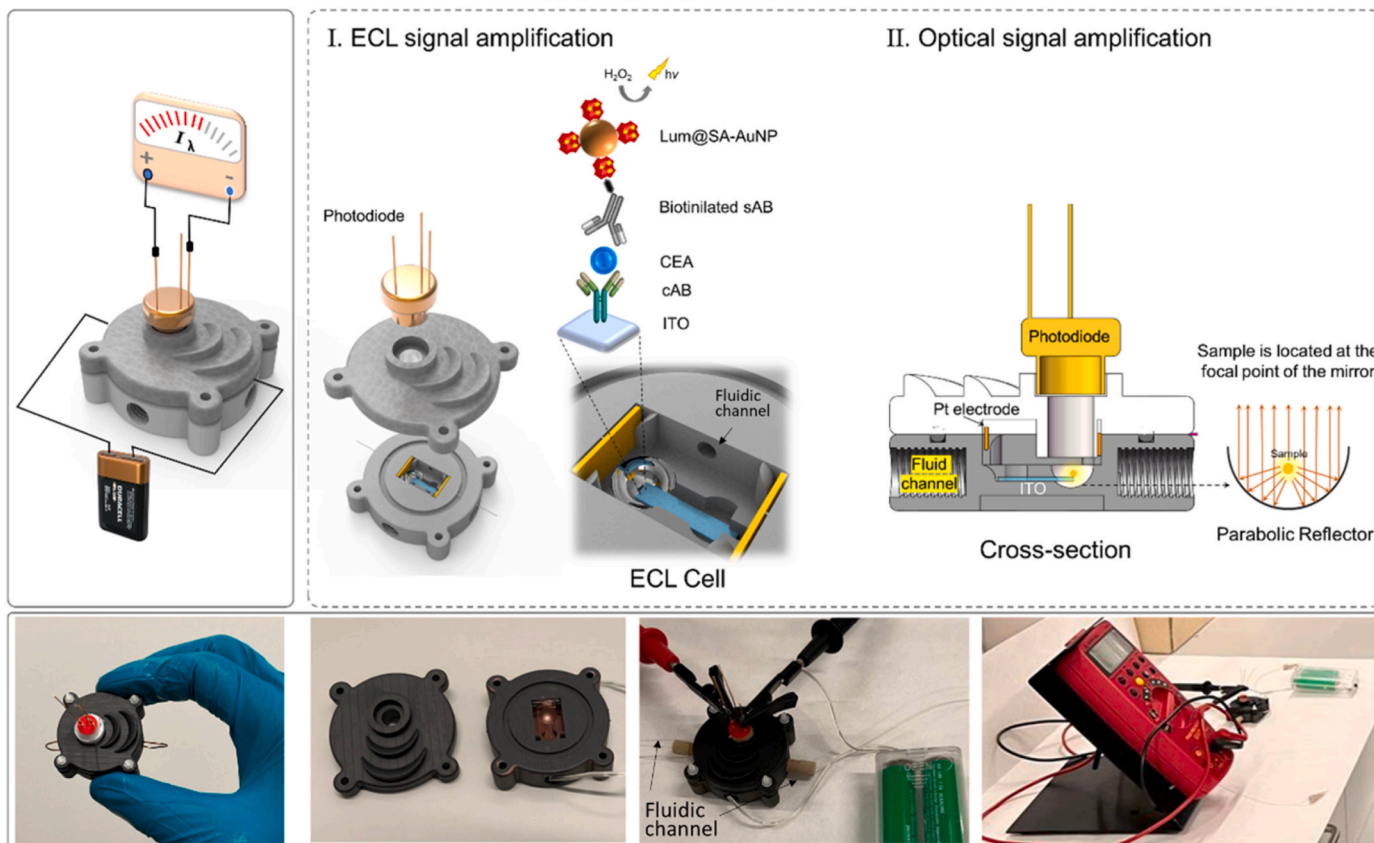 I. ECL signal amplification
II. Optical signal amplification
H₂O₂
hν
Lum@SA-AuNP
Biotinilated sAB
CEA
cAB
ITO
Photodiode
Fluidic
channel
ECL Cell
I λ
+
-
DURACELL
Photodiode
Sample is located at the
focal point of the mirror
Pt electrode
Fluid
channel
ITO
Sample
Parabolic Reflector
Cross-section
Fluidic
channel
OPEN